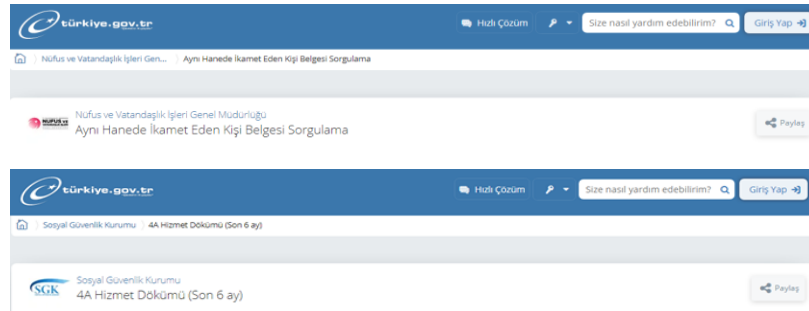 türkiye.gov.tr
Hızlı Çözüm
Size nasıl yardım edebilirim?
Giriş Yap
Nüfus ve Vatandaşlık İşleri Gen...
Aynı Hanede İkamet Eden Kişi Belgesi Sorgulama
Nüfus ve Vatandaşlık İşleri Genel Müdürlüğü
Aynı Hanede İkamet Eden Kişi Belgesi Sorgulama
Paylaş
türkiye.gov.tr
Hızlı Çözüm
Size nasıl yardım edebilirim?
Giriş Yap
Sosyal Güvenlik Kurumu
4A Hizmet Dökümü (Son 6 ay)
SGK
Sosyal Güvenlik Kurumu
4A Hizmet Dökümü (Son 6 ay)
Paylaş